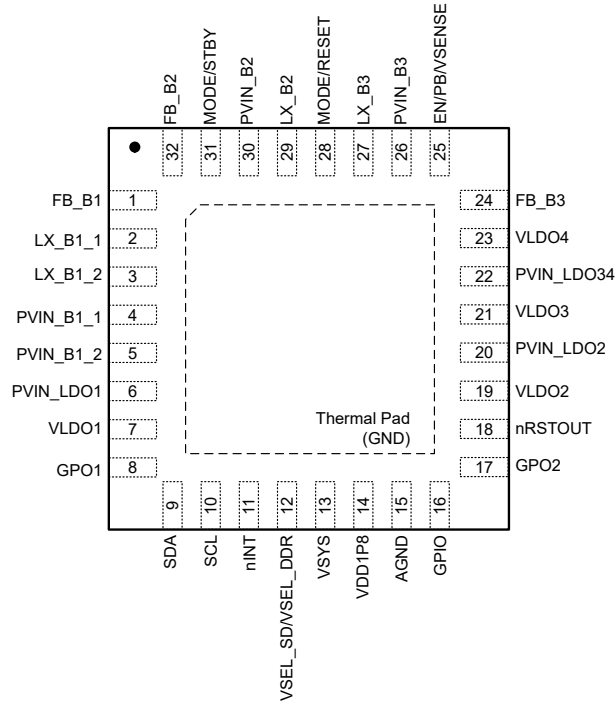 FB_B2
MODE/STBY
PVIN_B2
LX_B2
MODE/RESET
LX_B3
PVIN_B3
EN/PB/VSENSE
32
31
30
29
28
27
26
25
FB_B1 1
LX_B1_1 2
LX_B1_2 3
PVIN_B1_1 4
PVIN_B1_2 5
PVIN_LDO1 6
VLDO1 7
GPO1 8
24 FB_B3
23 VLDO4
22 PVIN_LDO34
21 VLDO3
20 PVIN_LDO2
19 VLDO2
18 nRSTOUT
17 GPO2
Thermal Pad
(GND)
9
10
11
12
13
14
15
16
SDA
SCL
nINT
VSEL_SD/VSEL_DDR
VSYS
VDD1P8
AGND
GPIO